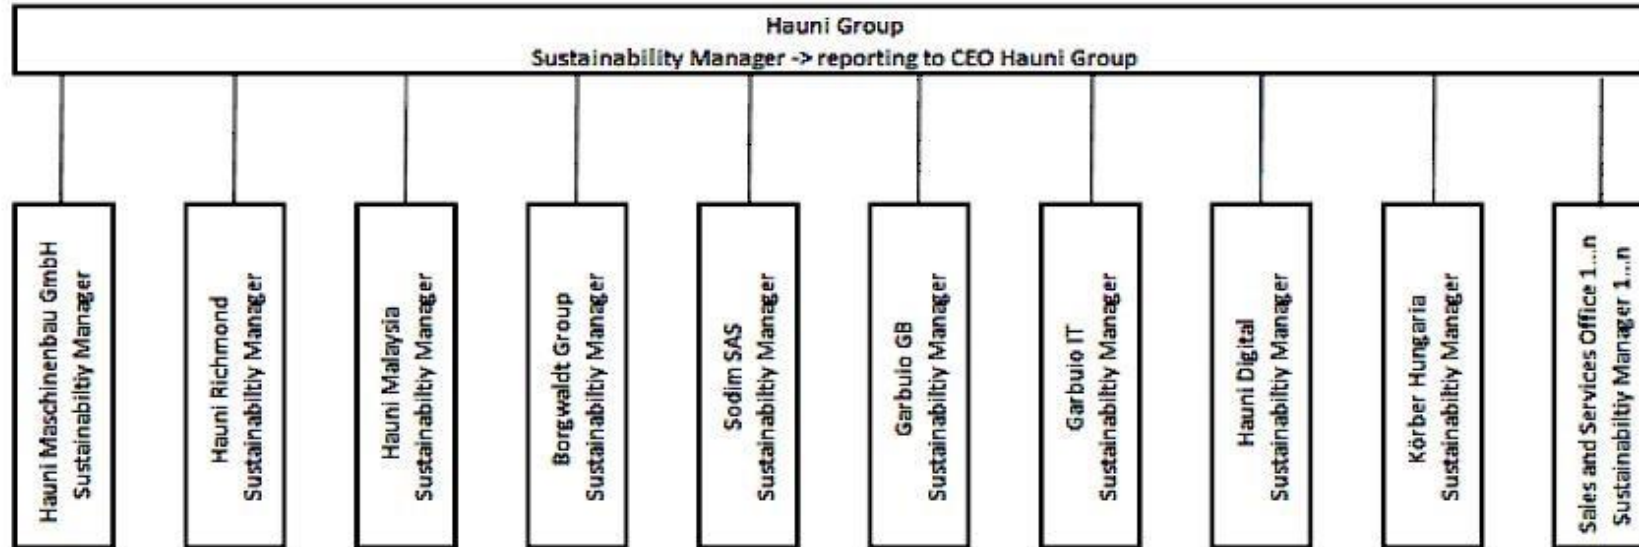 Hauni Group
Sustainability Manager -> reporting to CEO Hauni Group
Hauni Maschinenbau GmbH
Sustainabiltiy Manager
Hauni Richmond
Sustainabiltiy Manager
Hauni Malaysia
Sustainabiltiy Manager
Borgwaldt Group
Sustainabiltiy Manager
Sodim SAS
Sustainabiltiy Manager
Garbuio GB
Sustainabiltiy Manager
Garbuio IT
Sustainabiltiy Manager
Hauni Digital
Sustainabiltiy Manager
Körber Hungaria
Sustainabiltiy Manager
Sales and Services Office 1...n
Sustainabiltiy Manager 1...n